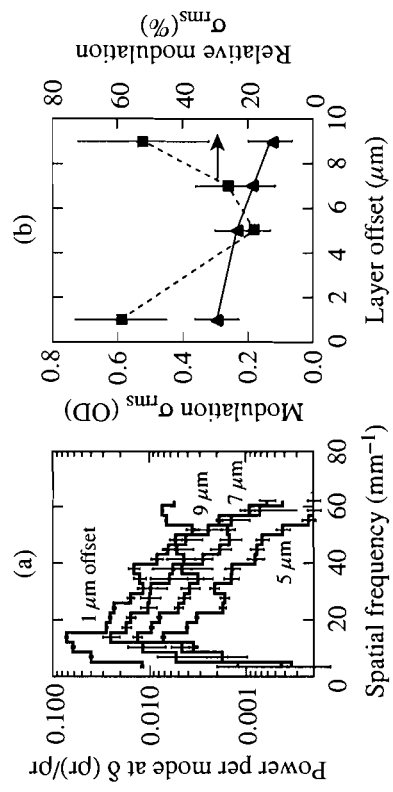 (a)
Power per mode at δ (ρr)/ρr
0.100
0.010
0.001
1 μm offset
9 μm
7 μm
5 μm
0 20 40 60 80
Spatial frequency (mm⁻¹)
(b)
Modulation σrms (OD)
0.8
0.6
0.4
0.2
0.0
80
60
40
20
0
Relative modulation
σrms(%)
0 2 4 6 8 10
Layer offset (μm)